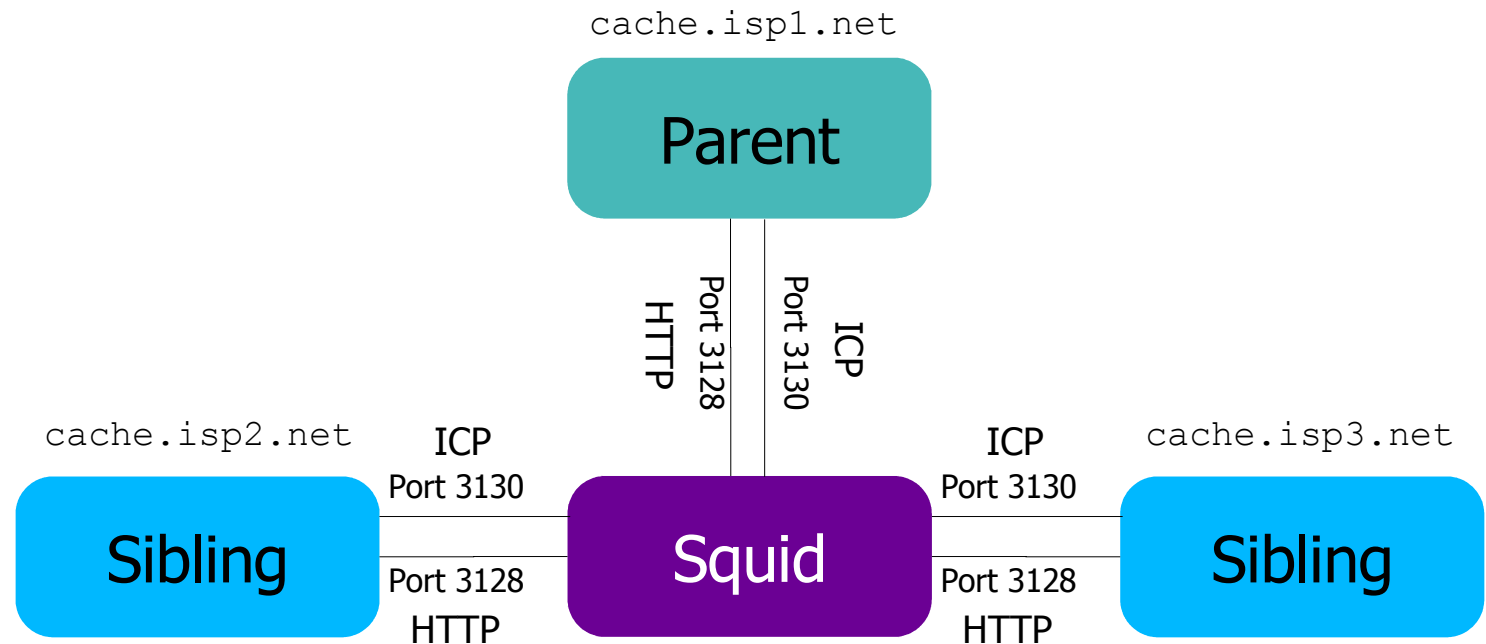 cache.isp1.net
Parent
HTTP
Port 3128
Port 3130
ICP
cache.isp2.net
ICP
Port 3130
ICP
Port 3130
cache.isp3.net
Sibling
Squid
Sibling
Port 3128
HTTP
Port 3128
HTTP